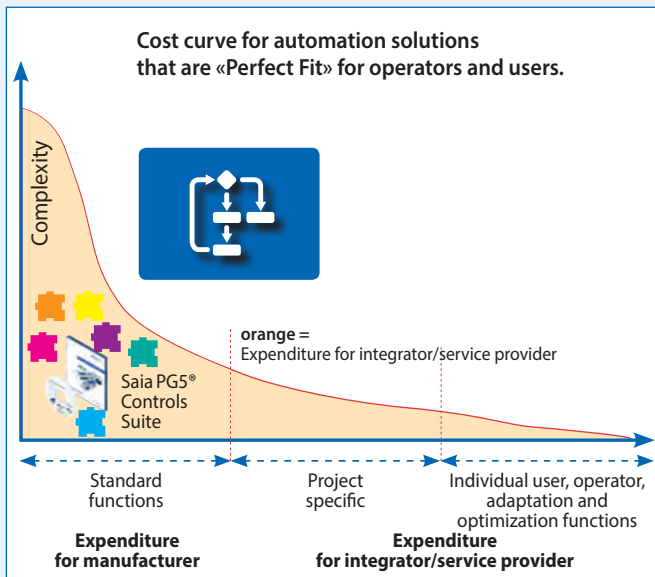 Cost curve for automation solutions
that are «Perfect Fit» for operators and users.
Complexity
orange =
Expenditure for integrator/service provider
Saia PG5®
Controls
Suite
Standard
functions
Project
specific
Individual user, operator,
adaptation and
optimization functions
Expenditure
for manufacturer
Expenditure
for integrator/service provider